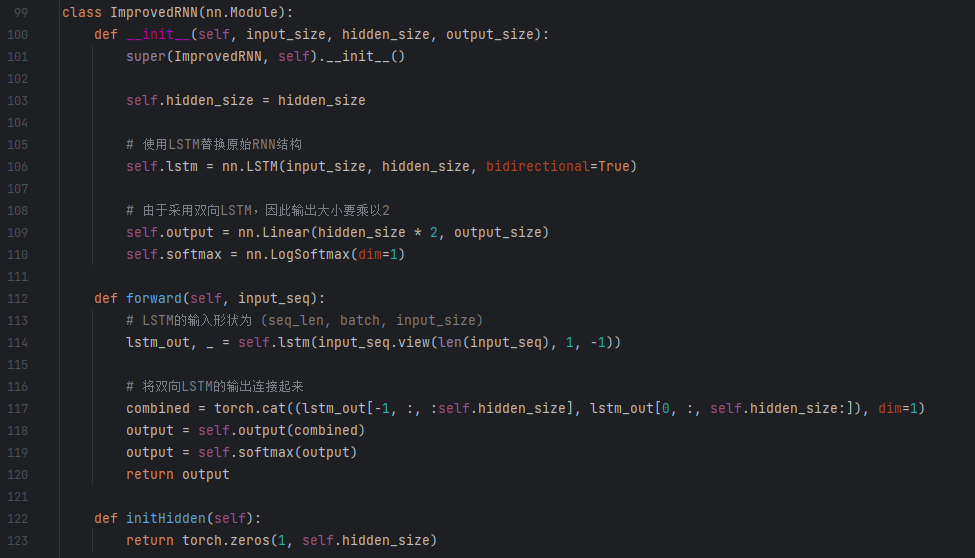 99 class ImprovedRNN(nn.Module):
100 def __init__(self, input_size, hidden_size, output_size):
101 super(ImprovedRNN, self).__init__()
102
103 self.hidden_size = hidden_size
104
105 # 使用LSTM替换原始RNN结构
106 self.lstm = nn.LSTM(input_size, hidden_size, bidirectional=True)
107
108 # 由于采用双向LSTM，因此输出大小要乘以2
109 self.output = nn.Linear(hidden_size * 2, output_size)
110 self.softmax = nn.LogSoftmax(dim=1)
111
112 def forward(self, input_seq):
113 # LSTM的输入形状为 (seq_len, batch, input_size)
114 lstm_out, _ = self.lstm(input_seq.view(len(input_seq), 1, -1))
115
116 # 将双向LSTM的输出连接起来
117 combined = torch.cat((lstm_out[-1, :, :self.hidden_size], lstm_out[0, :, self.hidden_size:]), dim=1)
118 output = self.output(combined)
119 output = self.softmax(output)
120 return output
121
122 def initHidden(self):
123 return torch.zeros(1, self.hidden_size)